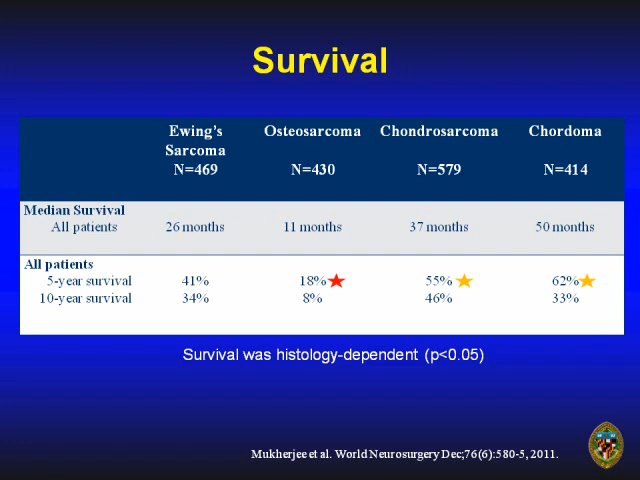 Survival
Ewing's Osteosarcoma Chondrosarcoma Chordoma
Sarcoma
N=469 N=430 N=579 N=414
Median Survival
All patients 26 months 11 months 37 months 50 months
All patients
5-year survival 41% 18% 55% 62%
10-year survival 34% 8% 46% 33%
Survival was histology-dependent (p<0.05)
Mukherjee et al. World Neurosurgery Dec;76(6):580-5, 2011.